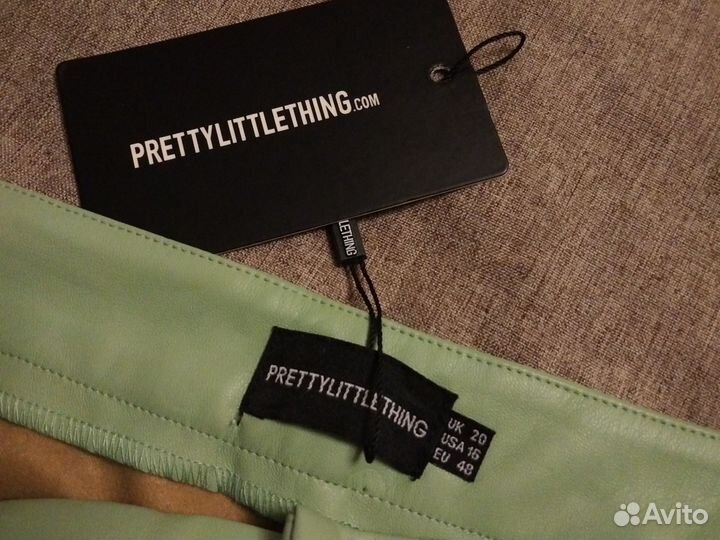 PRETTYLITTLETHING.COM
LETHING
PRETTYLITTLETHING
UK 20
USA 16
EU 48
Avito